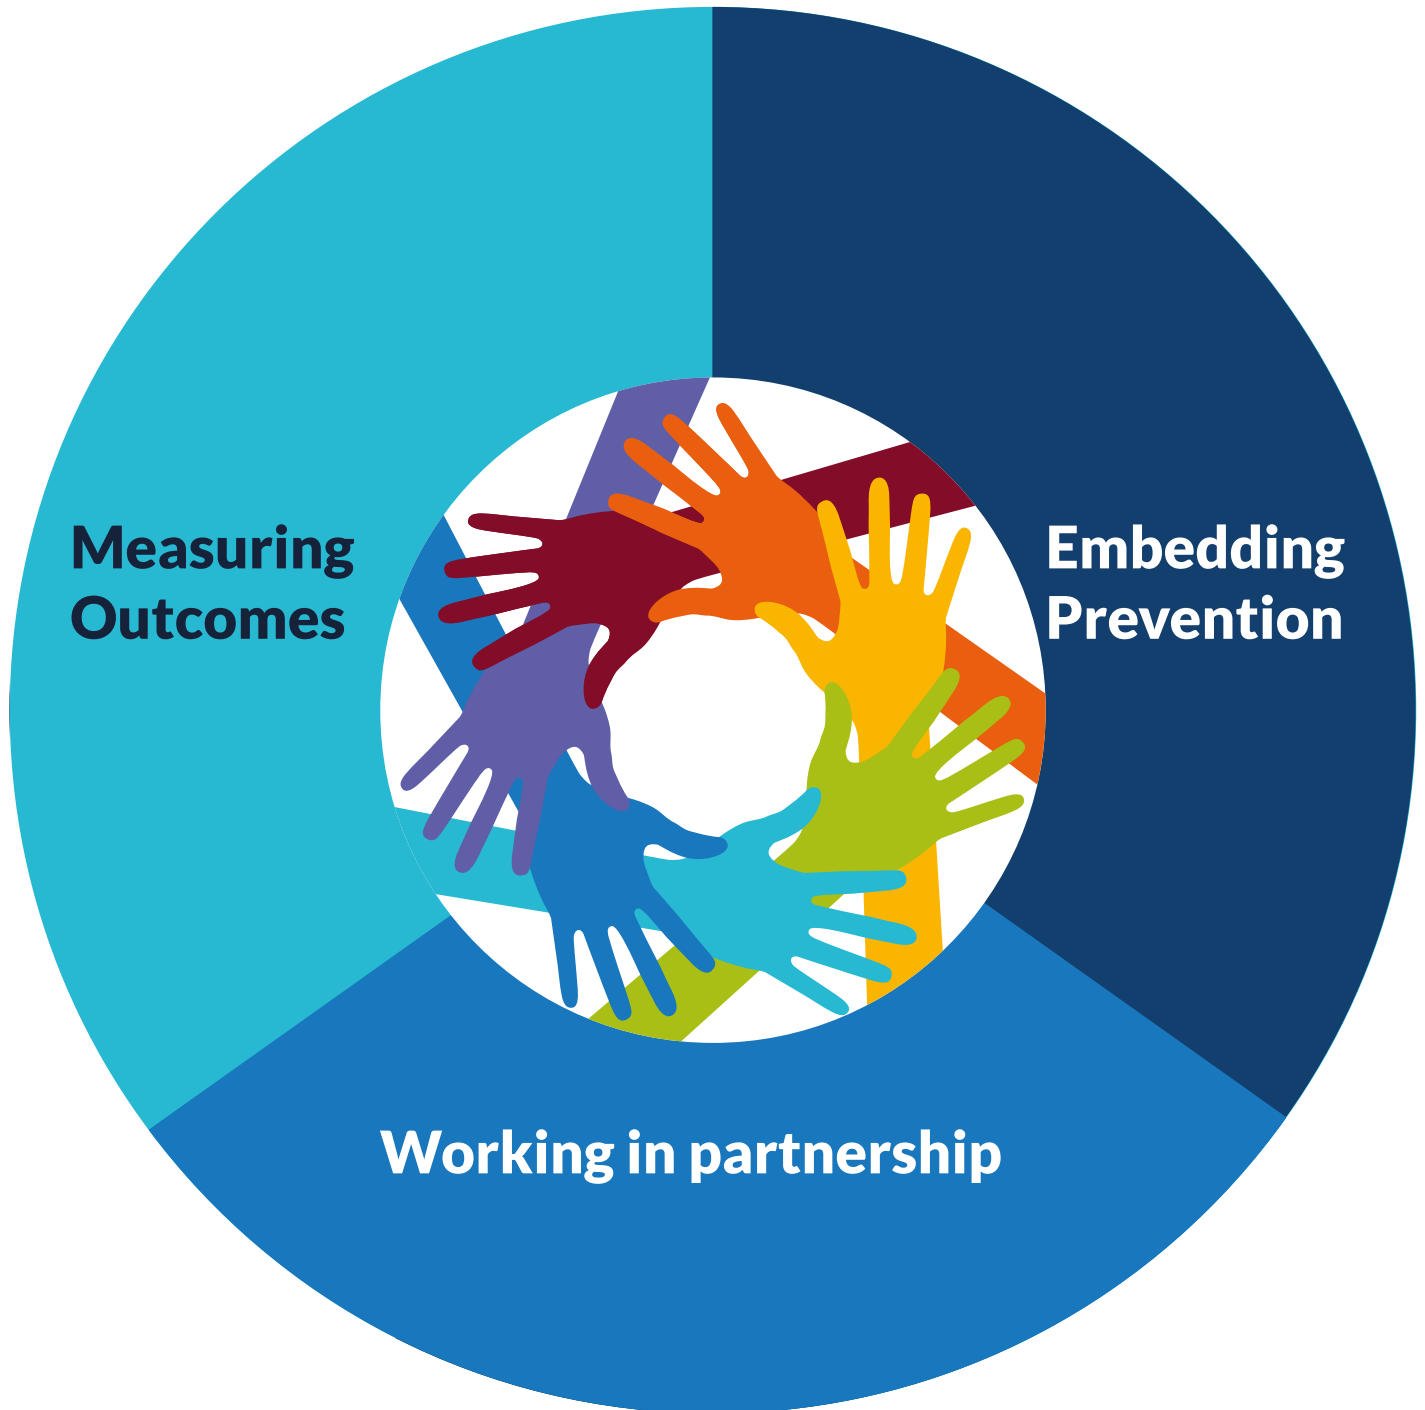 Measuring
Outcomes
Embedding
Prevention
Working in partnership